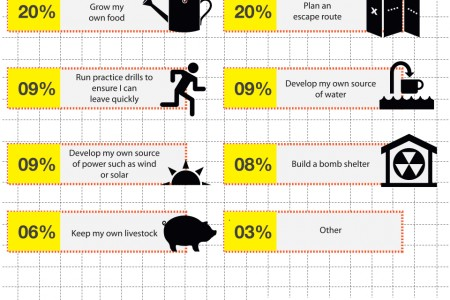 20%
Grow my
own food
20%
Plan an
escape route
09%
Run practice drills to
ensure I can
leave quickly
09%
Develop my own source
of water
09%
Develop my own source
of power such as wind
or solar
08%
Build a bomb shelter
06%
Keep my own livestock
03%
Other